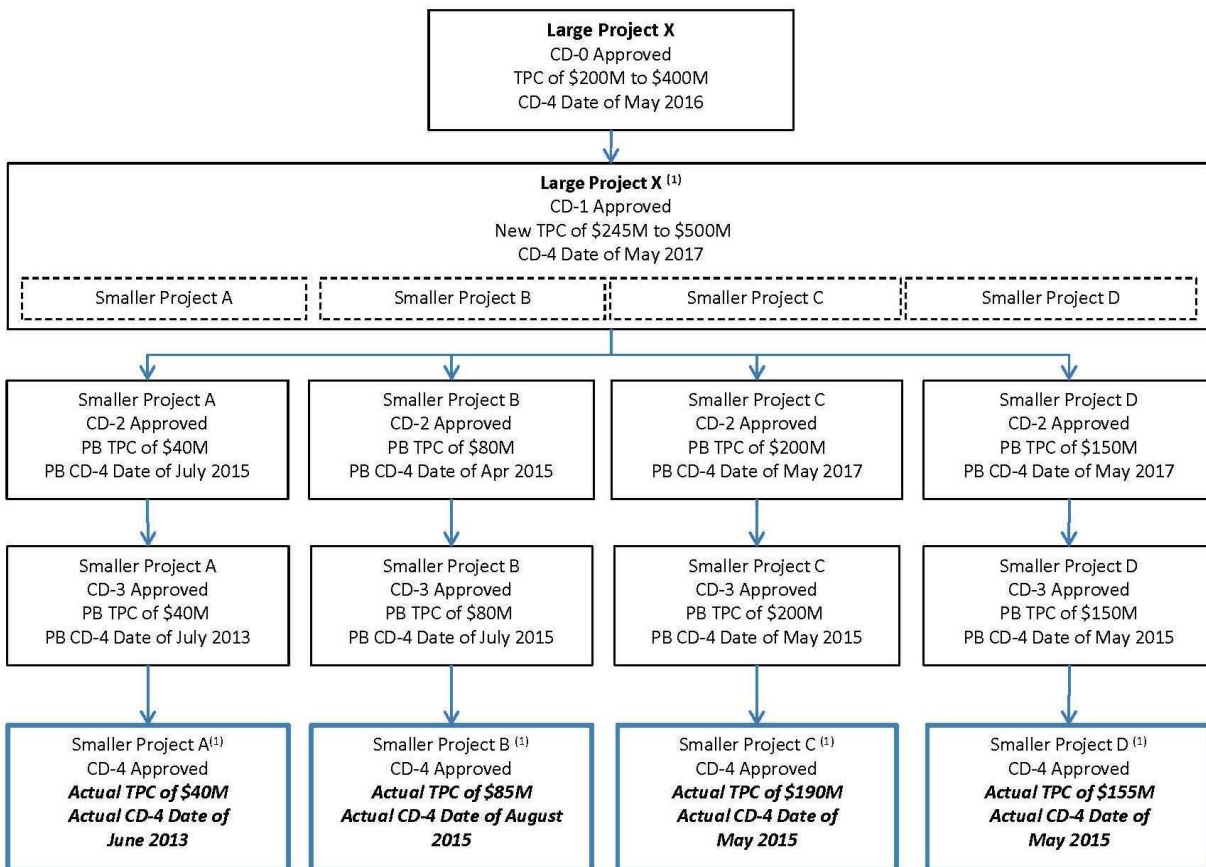 Large Project X
CD-0 Approved
TPC of $200M to $400M
CD-4 Date of May 2016
Large Project X (1)
CD-1 Approved
New TPC of $245M to $500M
CD-4 Date of May 2017
Smaller Project A
Smaller Project B
Smaller Project C
Smaller Project D
Smaller Project A
CD-2 Approved
PB TPC of $40M
PB CD-4 Date of July 2015
Smaller Project B
CD-2 Approved
PB TPC of $80M
PB CD-4 Date of Apr 2015
Smaller Project C
CD-2 Approved
PB TPC of $200M
PB CD-4 Date of May 2017
Smaller Project D
CD-2 Approved
PB TPC of $150M
PB CD-4 Date of May 2017
Smaller Project A
CD-3 Approved
PB TPC of $40M
PB CD-4 Date of July 2013
Smaller Project B
CD-3 Approved
PB TPC of $80M
PB CD-4 Date of July 2015
Smaller Project C
CD-3 Approved
PB TPC of $200M
PB CD-4 Date of May 2015
Smaller Project D
CD-3 Approved
PB TPC of $150M
PB CD-4 Date of May 2015
Smaller Project A(1)
CD-4 Approved
Actual TPC of $40M
Actual CD-4 Date of
June 2013
Smaller Project B (1)
CD-4 Approved
Actual TPC of $85M
Actual CD-4 Date of August
2015
Smaller Project C (1)
CD-4 Approved
Actual TPC of $190M
Actual CD-4 Date of
May 2015
Smaller Project D (1)
CD-4 Approved
Actual TPC of $155M
Actual CD-4 Date of
May 2015